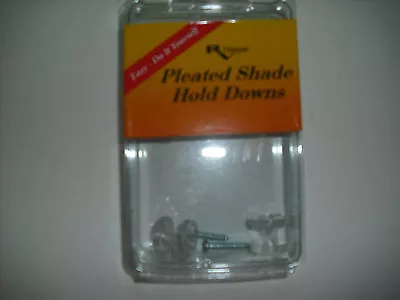 Easy - Do It Yourself
Pleated Shade
Hold Downs